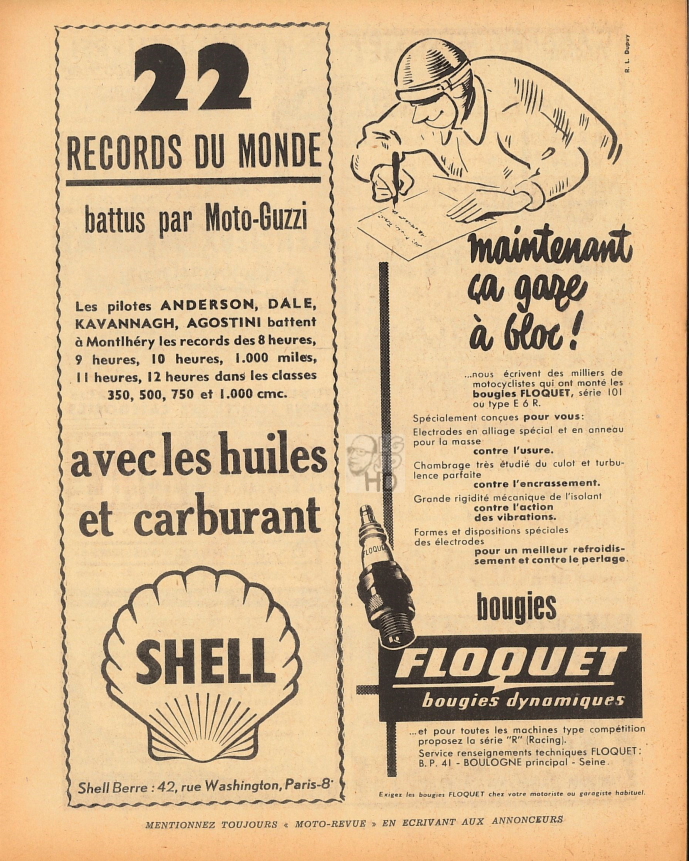 22
RECORDS DU MONDE
battus par Moto-Guzzi
Les pilotes ANDERSON, DALE,
KAVANNAGH, AGOSTINI battent
à Montlhéry les records des 8 heures,
9 heures, 10 heures, 1.000 miles,
11 heures, 12 heures dans les classes
350, 500, 750 et 1.000 cmc.
avec les huiles
et carburant
SHELL
Shell Berre : 42, rue Washington, Paris-8e
R. L. Dupuy
maintenant
ça gaze
à bloc !
...nous écrivent des milliers de
motocyclistes qui ont monté les
bougies FLOQUET, série 101
ou type E 6 R.
Spécialement conçues pour vous :
Electrodes en alliage spécial et en anneau
pour la masse
contre l'usure.
Chambrage très étudié du culot et turbu-
lence parfaite
contre l'encrassement.
Grande rigidité mécanique de l'isolant
contre l'action
des vibrations.
Formes et dispositions spéciales
des électrodes
pour un meilleur refroidis-
sement et contre le perlage.
HD
FLOQUET
bougies
FLOQUET
bougies dynamiques
...et pour toutes les machines type compétition
proposez la série "R" (Racing).
Service renseignements techniques FLOQUET :
B. P. 41 - BOULOGNE principal - Seine.
Exigez les bougies FLOQUET chez votre motoriste ou garagiste habituel.
MENTIONNEZ TOUJOURS « MOTO-REVUE » EN ECRIVANT AUX ANNONCEURS